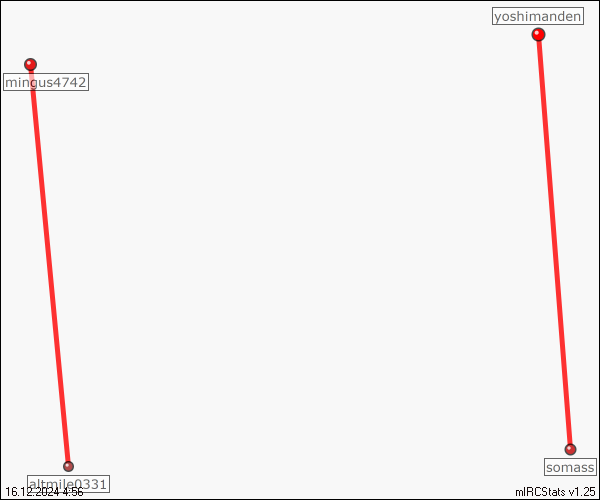 yoshimanden
mingus4742
somass
altmile0331
16.12.2024 4:56
mIRCStats v1.25